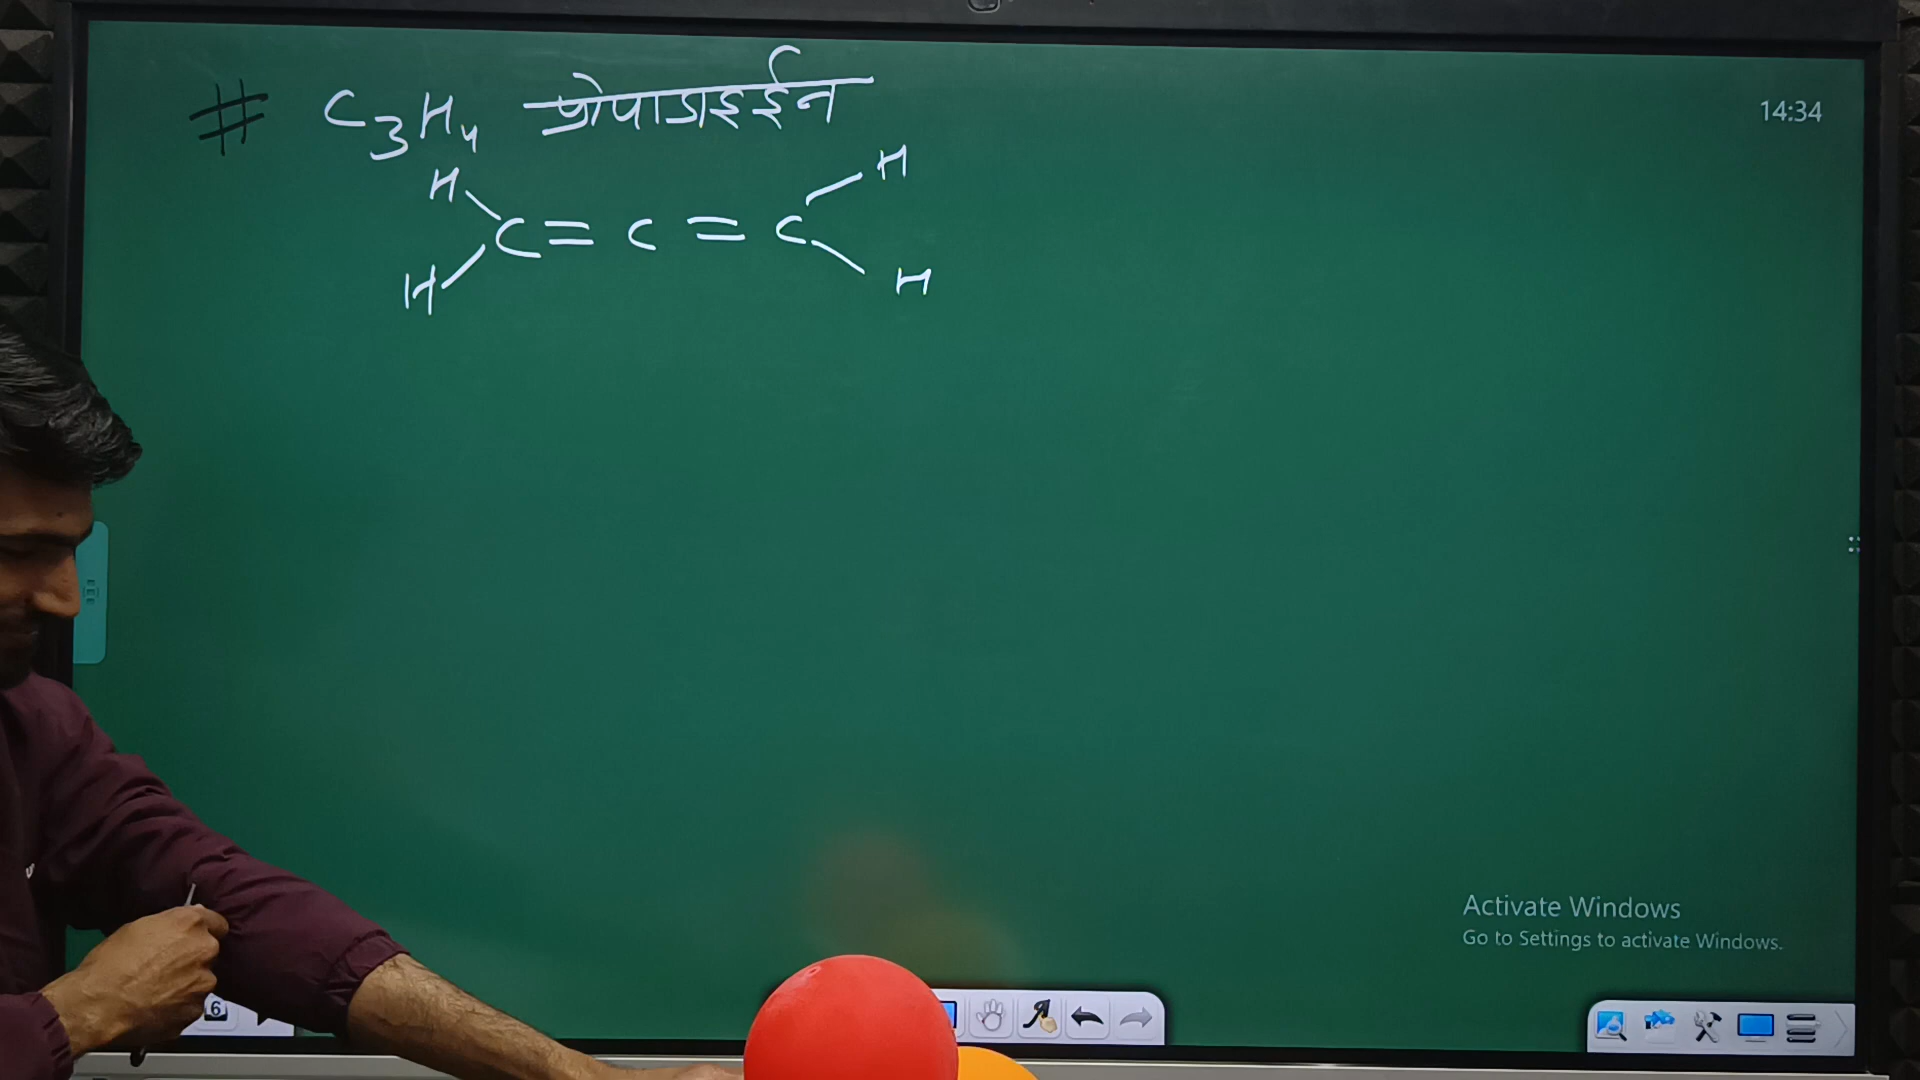 # C3H4 प्रोपाडाइईन
H H
C = C = C
H H
14:34
Activate Windows
Go to Settings to activate Windows.
6